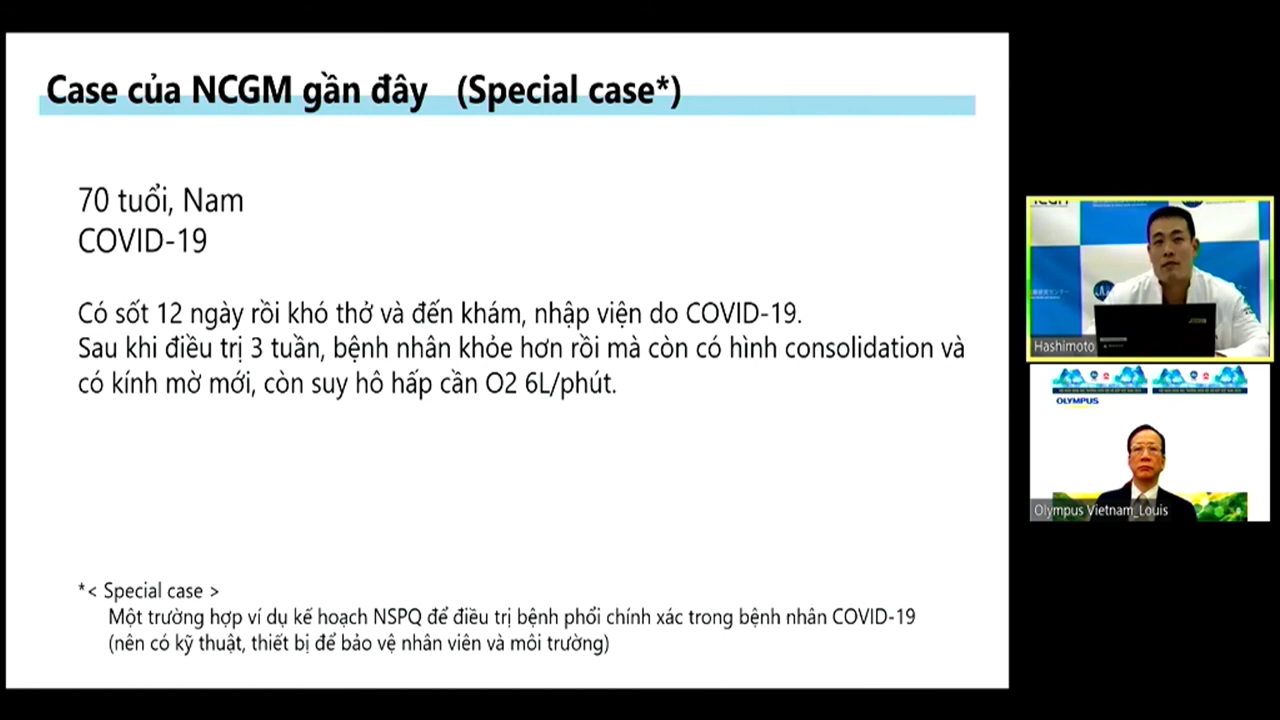 Case của NCGM gần đây (Special case*)
70 tuổi, Nam
COVID-19
Có sốt 12 ngày rồi khó thở và đến khám, nhập viện do COVID-19.
Sau khi điều trị 3 tuần, bệnh nhân khỏe hơn rồi mà còn có hình consolidation và
có kính mờ mới, còn suy hô hấp cần O2 6L/phút.
*< Special case >
Một trường hợp ví dụ kế hoạch NSPQ để điều trị bệnh phổi chính xác trong bệnh nhân COVID-19
(nên có kỹ thuật, thiết bị để bảo vệ nhân viên và môi trường)
Hashimoto
OLYMPUS
Olympus Vietnam_Louis